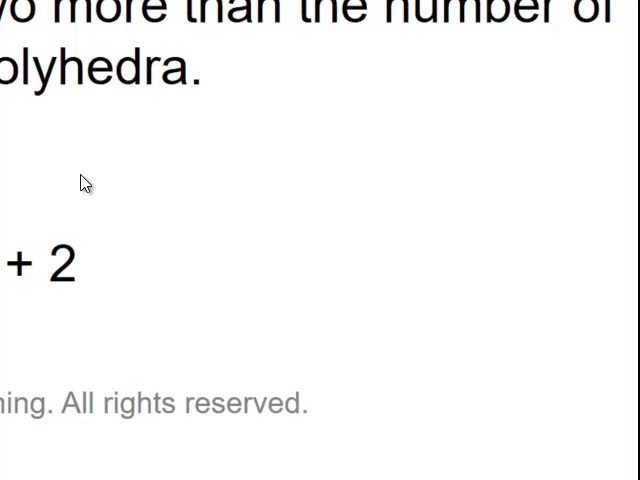 more than the number of
olyhedra.
+ 2
ning. All rights reserved.